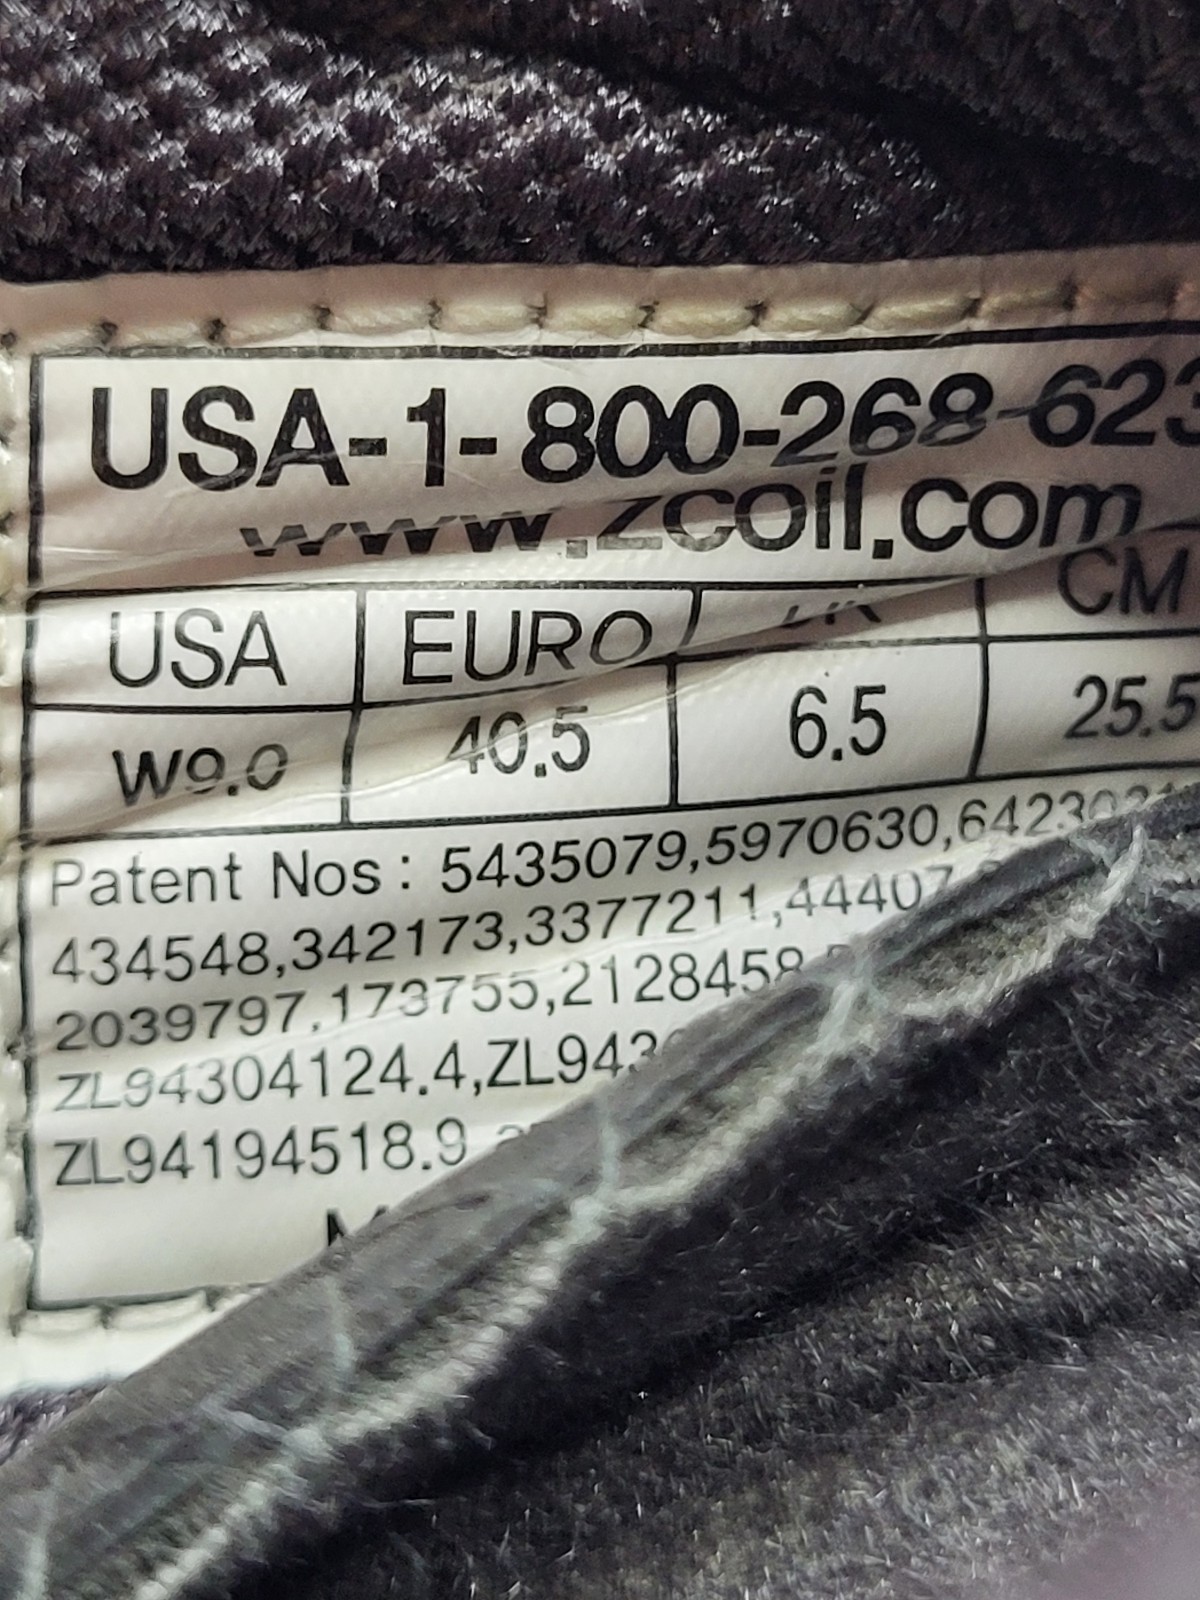 USA-1-800-268-623
www.zcoil.com
USA EURO UK CM
W9.0 40.5 6.5 25.5
Patent Nos: 5435079,5970630,
434548,342173,3377211,
2039797,173755,2128458
ZL94304124.4,
ZL94194518.9